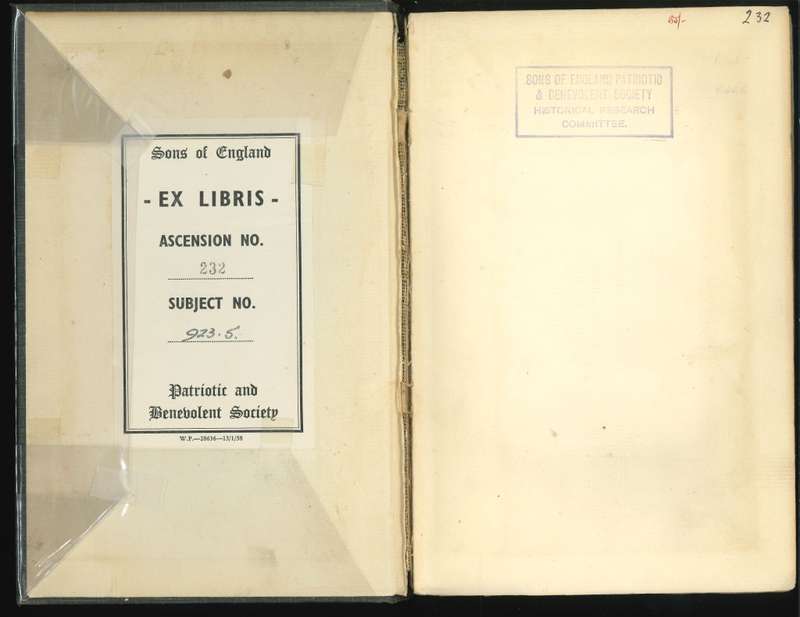 Sons of England
- EX LIBRIS -
ASCENSION NO.
232
SUBJECT NO.
923.5.
Patriotic and
Benevolent Society
W.P.—28636—13/1/58
232
SONS OF ENGLAND PATRIOTIC
& BENEVOLENT SOCIETY
HISTORICAL RESEARCH
COMMITTEE.